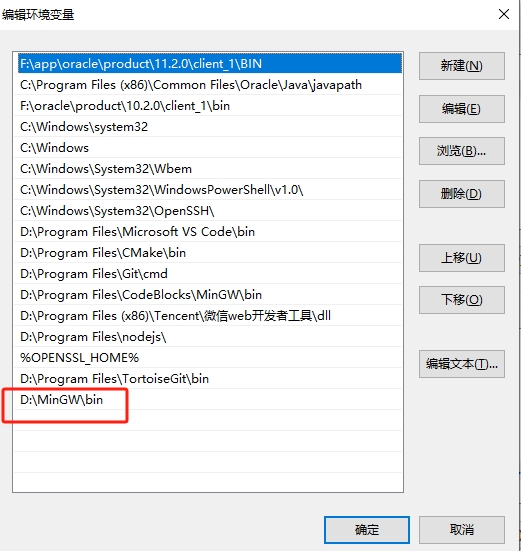 编辑环境变量
F:\app\oracle\product\11.2.0\client_1\BIN
C:\Program Files (x86)\Common Files\Oracle\Java\javapath
F:\oracle\product\10.2.0\client_1\bin
C:\Windows\system32
C:\Windows
C:\Windows\System32\Wbem
C:\Windows\System32\WindowsPowerShell\v1.0\
C:\Windows\System32\OpenSSH\
D:\Program Files\Microsoft VS Code\bin
D:\Program Files\CMake\bin
D:\Program Files\Git\cmd
D:\Program Files\CodeBlocks\MinGW\bin
D:\Program Files (x86)\Tencent\微信web开发者工具\dll
D:\Program Files\nodejs\
%OPENSSL_HOME%
D:\Program Files\TortoiseGit\bin
D:\MinGW\bin
新建(N)
编辑(E)
浏览(B)...
删除(D)
上移(U)
下移(O)
编辑文本(T)...
确定
取消